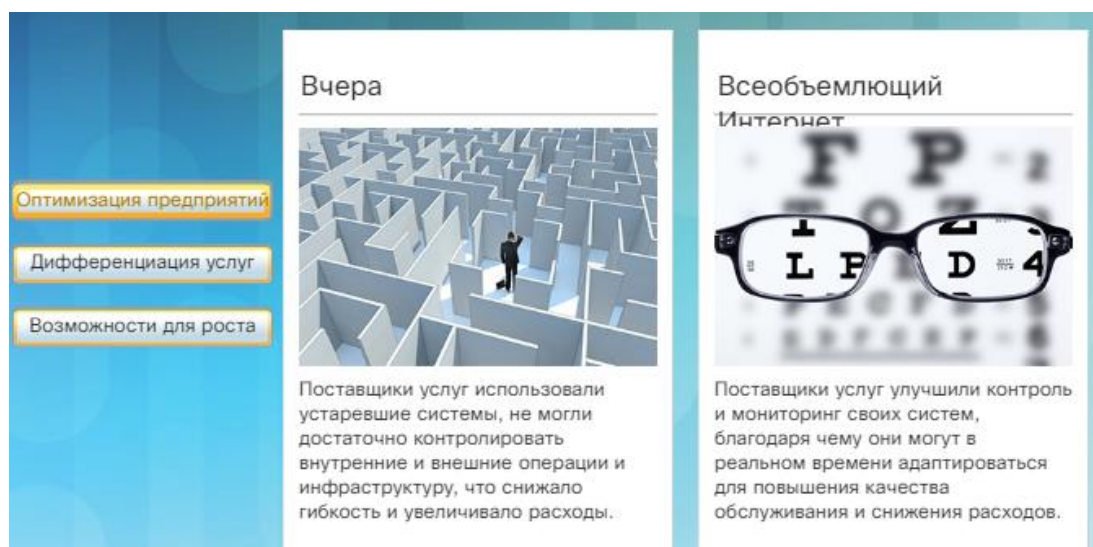 Оптимизация предприятий
Дифференциация услуг
Возможности для роста
Вчера
Поставщики услуг использовали
устаревшие системы, не могли
достаточно контролировать
внутренние и внешние операции и
инфраструктуру, что снижало
гибкость и увеличивало расходы.
Всеобъемлющий
Интернет
F P 2
T O Z
L P D 4
Поставщики услуг улучшили контроль
и мониторинг своих систем,
благодаря чему они могут в
реальном времени адаптироваться
для повышения качества
обслуживания и снижения расходов.